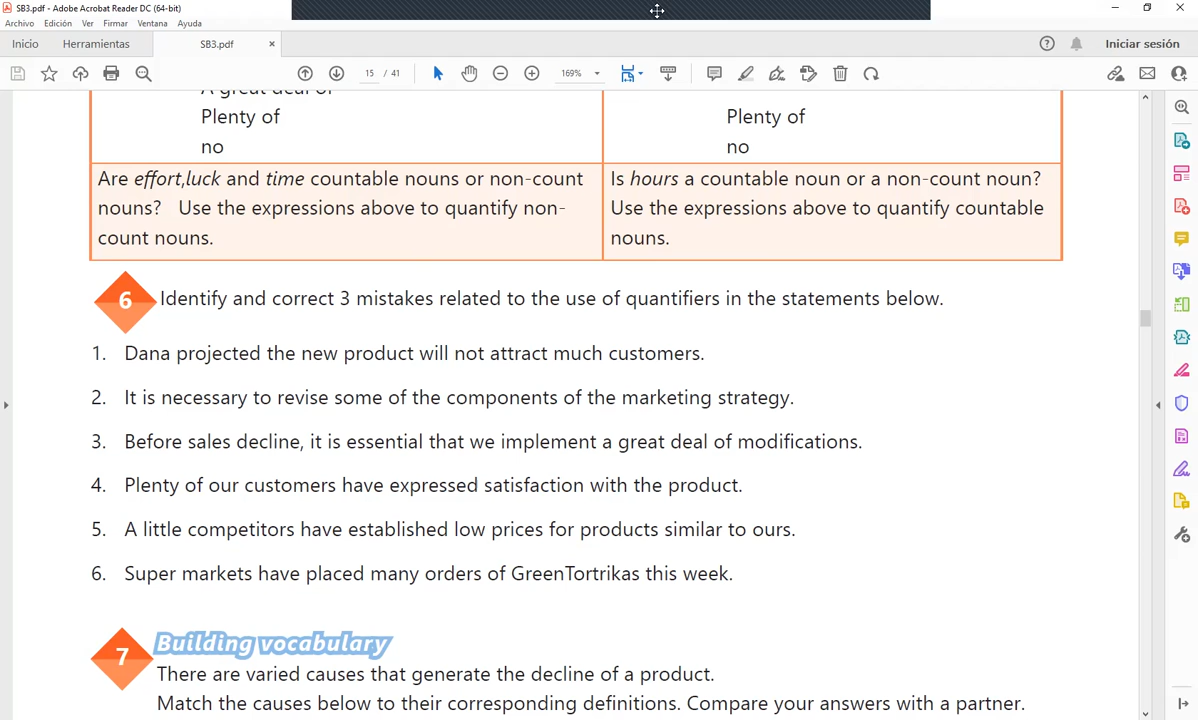 SB3.pdf - Adobe Acrobat Reader DC (64-bit)
Archivo Edición Ver Firmar Ventana Ayuda
Inicio Herramientas SB3.pdf × Iniciar sesión
15 / 41 169%
A great deal of
Plenty of Plenty of
no no
Are effort,luck and time countable nouns or non-count Is hours a countable noun or a non-count noun?
nouns? Use the expressions above to quantify non- Use the expressions above to quantify countable
count nouns. nouns.
6 Identify and correct 3 mistakes related to the use of quantifiers in the statements below.
1. Dana projected the new product will not attract much customers.
2. It is necessary to revise some of the components of the marketing strategy.
3. Before sales decline, it is essential that we implement a great deal of modifications.
4. Plenty of our customers have expressed satisfaction with the product.
5. A little competitors have established low prices for products similar to ours.
6. Super markets have placed many orders of GreenTortrikas this week.
7 Building vocabulary
There are varied causes that generate the decline of a product.
Match the causes below to their corresponding definitions. Compare your answers with a partner.